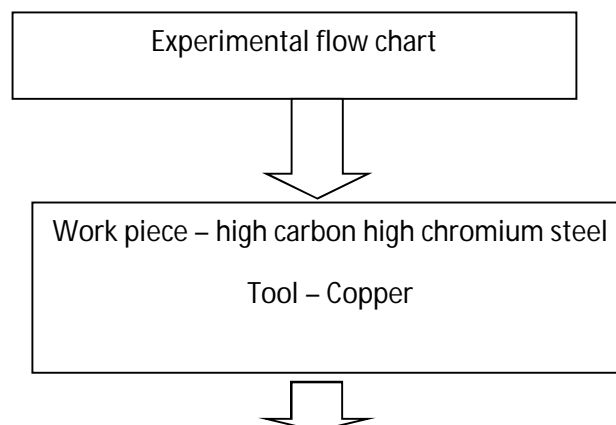 Experimental flow chart
Work piece – high carbon high chromium steel
Tool – Copper